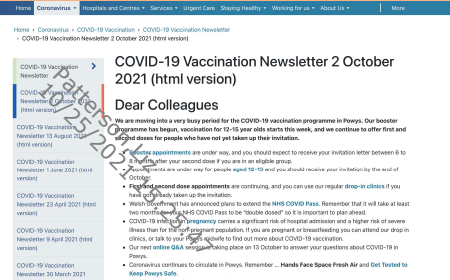 Home Coronavirus Hospitals and Centres Services Urgent Care Staying Healthy Working for us About Us More
Home › Coronavirus › COVID-19 Vaccination › COVID-19 Vaccination Newsletter
› COVID-19 Vaccination Newsletter 2 October 2021 (html version)
COVID-19 Vaccination
Newsletter
COVID-19 Vaccination
Newsletter 2 October 2021
(html version)
COVID-19 Vaccination
Newsletter 13 August 2021
(html version)
COVID-19 Vaccination
Newsletter 1 June 2021 (html
version)
COVID-19 Vaccination
Newsletter 23 April 2021 (html
version)
COVID-19 Vaccination
Newsletter 9 April 2021 (html
version)
COVID-19 Vaccination
Newsletter 30 March 2021
COVID-19 Vaccination Newsletter 2 October
2021 (html version)
Dear Colleagues
We are moving into a very busy period for the COVID-19 vaccination programme in Powys. Our booster
programme has begun, vaccination for 12-15 year olds starts this week, and we continue to offer first and
second doses for people who have not yet taken up their invitation.
• Booster appointments are under way, and you should expect to receive your invitation letter between 6 to
8 months after your second dose if you are in an eligible group.
• Appointments are under way for people aged 12-15 and you should receive your invitation by the end of
October.
• First and second dose appointments are continuing, and you can use our regular drop-in clinics if you
have not already taken up the invitation.
• Welsh Government has announced plans to extend the NHS COVID Pass. Remember that it will take at least
two months for your NHS COVID Pass to be "double dosed" so it is important to plan ahead.
• COVID infection in pregnancy carries a significant risk of hospital admission and a higher risk of severe
illness than for the non-pregnant population. If you are pregnant or breastfeeding you can attend our drop in
clinics, or talk to your Powys midwife to find out more about COVID-19 vaccination.
• Our next online Q&A session is taking place on 13 October to answer your questions about COVID-19 in
Powys.
• Coronavirus continues to circulate in Powys. Remember ... Hands Face Space Fresh Air and Get Tested to
Keep Powys Safe.
Patterson Liz
10/25/2021